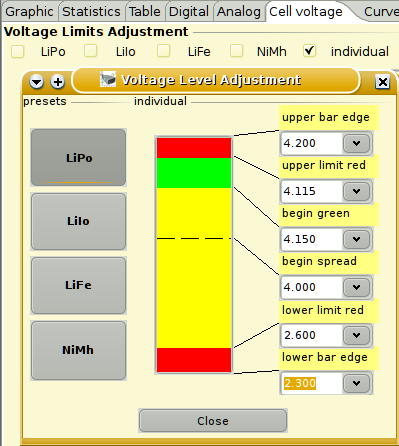 Graphic Statistics Table Digital Analog Cell voltage Curve
Voltage Limits Adjustment
LiPo LiIo LiFe NiMh individual
Voltage Level Adjustment
presets individual
upper bar edge
4.200
LiPo
upper limit red
4.115
LiIo
begin green
4.150
begin spread
LiFe
4.000
lower limit red
2.600
NiMh
lower bar edge
2.300
Close